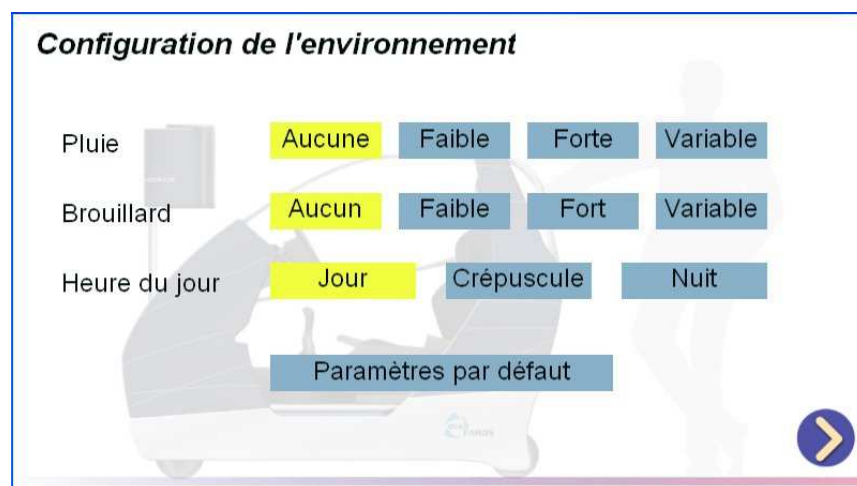 Configuration de l'environnement
Pluie Aucune Faible Forte Variable
Brouillard Aucun Faible Fort Variable
Heure du jour Jour Crépuscule Nuit
Paramètres par défaut
FAROS